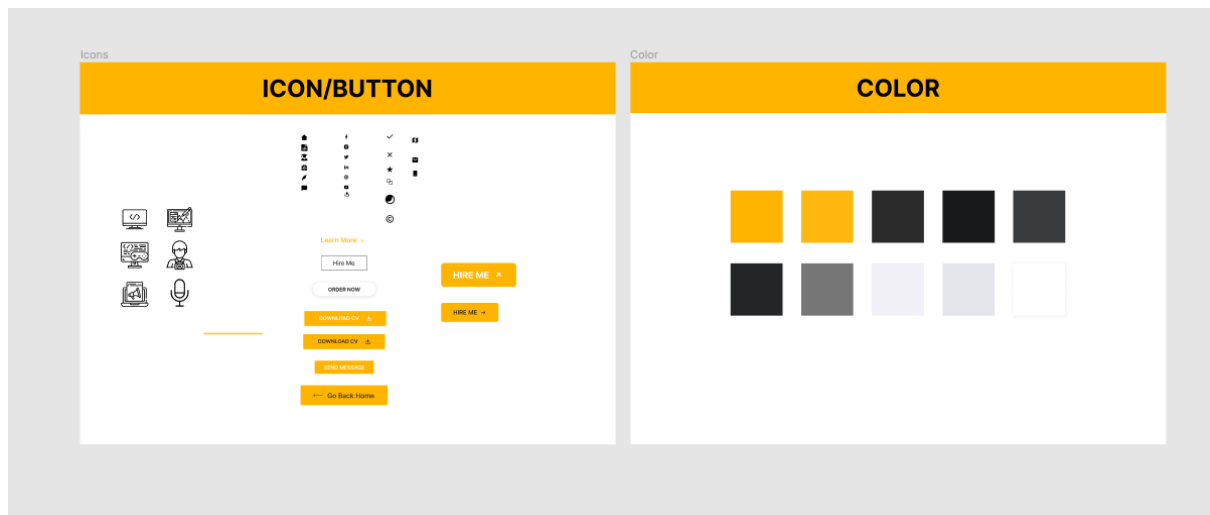 Icons
ICON/BUTTON
Learn More
Hire Me
ORDER NOW
DOWNLOAD CV
DOWNLOAD CV
SEND MESSAGE
Go Back Home
HIRE ME
HIRE ME
Color
COLOR